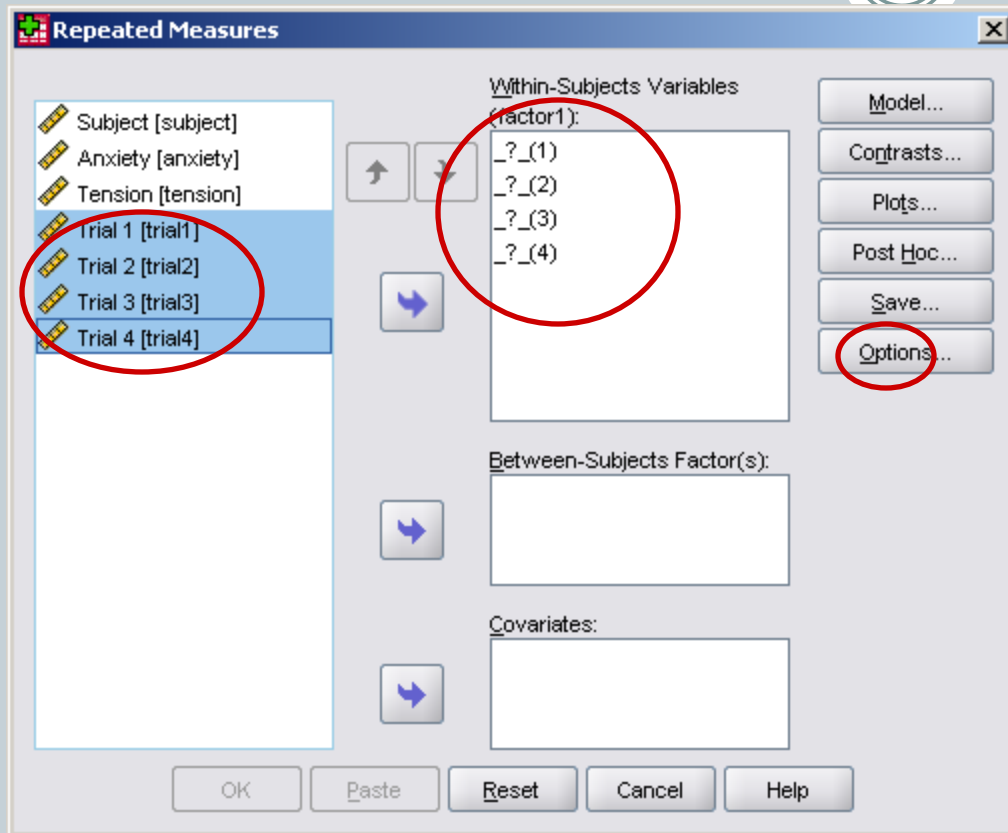 Repeated Measures
Subject [subject]
Anxiety [anxiety]
Tension [tension]
Trial 1 [trial1]
Trial 2 [trial2]
Trial 3 [trial3]
Trial 4 [trial4]
Within-Subjects Variables
(factor1):
_?_(1)
_?_(2)
_?_(3)
_?_(4)
Between-Subjects Factor(s):
Covariates:
Model...
Contrasts...
Plots...
Post Hoc...
Save...
Options...
OK
Paste
Reset
Cancel
Help